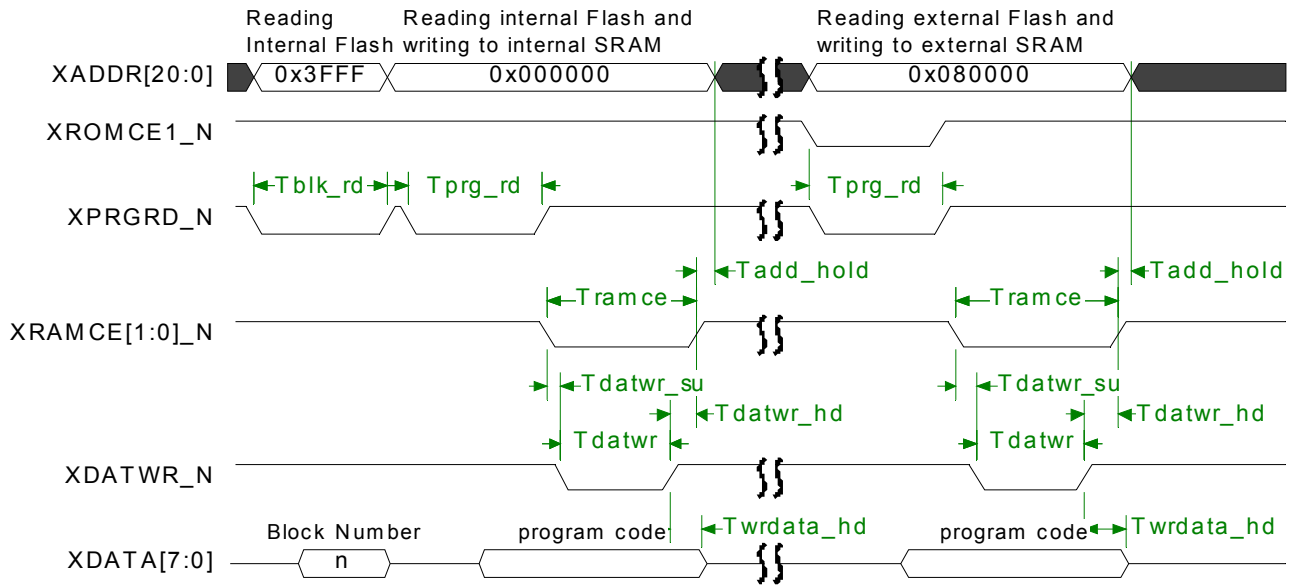 Reading Reading internal Flash and Reading external Flash and
Internal Flash writing to internal SRAM writing to external SRAM
XADDR[20:0] 0x3FFF 0x000000 0x080000
XROMCE1_N
Tblk_rd Tprg_rd Tprg_rd
XPRGRD_N
Tadd_hold Tadd_hold
Tramce Tramce
XRAMCE[1:0]_N
Tdatwr_su Tdatwr_su
Tdatwr_hd Tdatwr_hd
Tdatwr Tdatwr
XDATWR_N
Block Number program code Twrdata_hd program code Twrdata_hd
XDATA[7:0] n